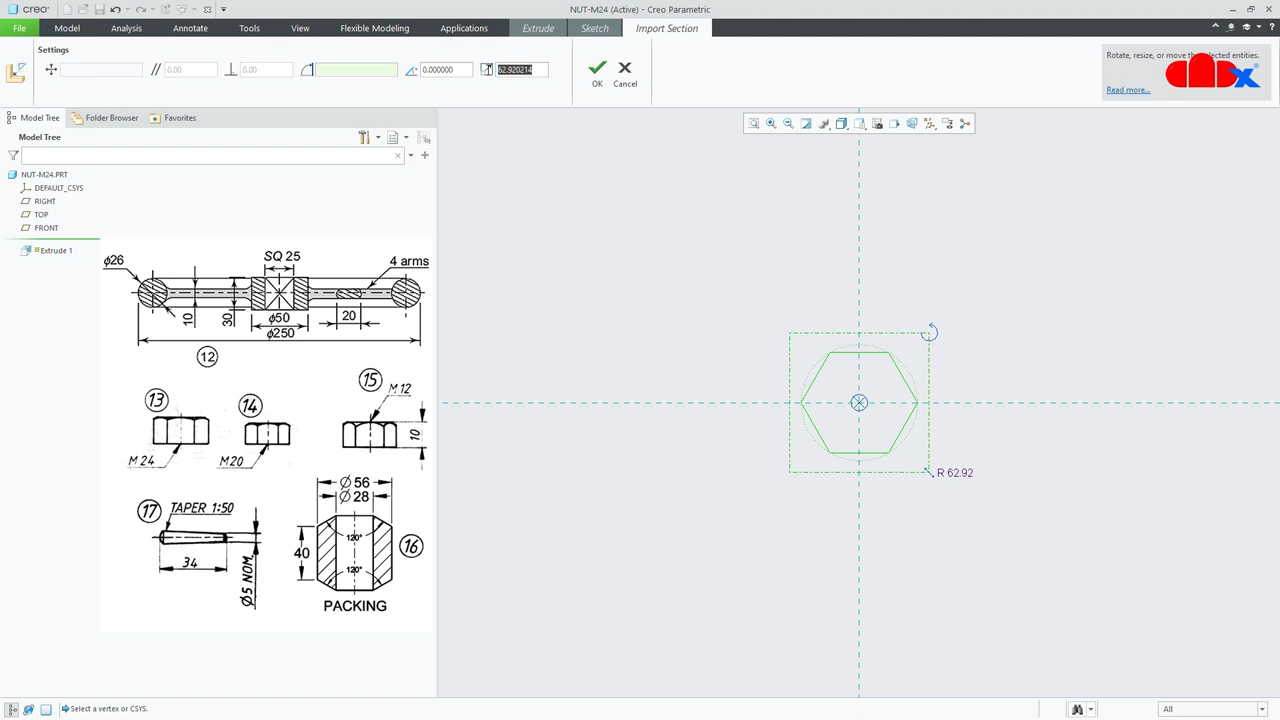 creo
NUT-M24 (Active) - Creo Parametric
File Model Analysis Annotate Tools View Flexible Modeling Applications Extrude Sketch Import Section
Settings
0.00 0.00 0.000000 62.920214
OK Cancel
Rotate, resize, or move the selected entities.
Read more...
Model Tree Folder Browser Favorites
Model Tree
NUT-M24.PRT
DEFAULT_CSYS
RIGHT
TOP
FRONT
Extrude 1
SQ 25
ϕ26
4 arms
10
30
ϕ50
20
ϕ250
12
13
14
15
M 12
10
M 24
M20
Ø 56
Ø 28
17
TAPER 1:50
34
Ø5 NOM.
40
120°
120°
16
PACKING
R 62.92
Select a vertex or CSYS.
All